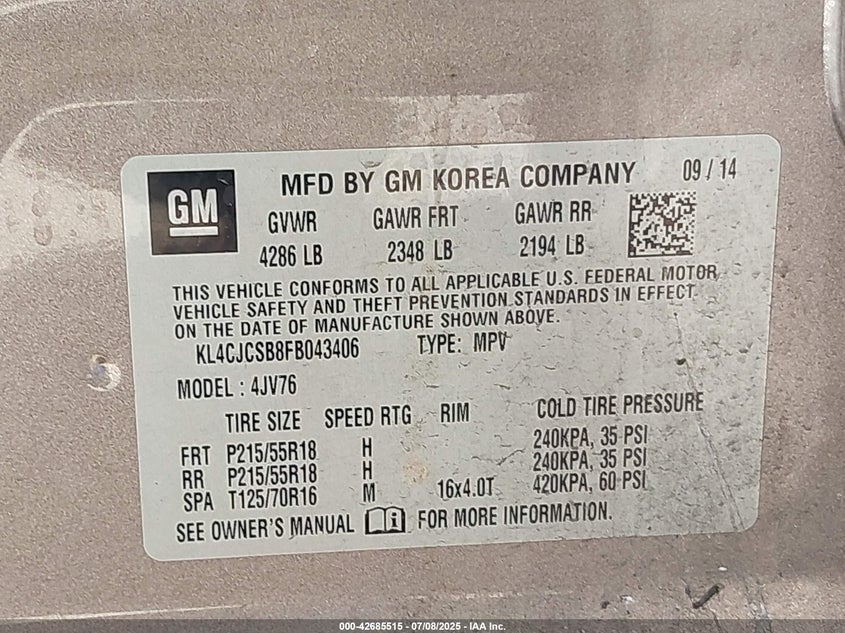 GM
MFD BY GM KOREA COMPANY 09 / 14
GVWR GAWR FRT GAWR RR
4286 LB 2348 LB 2194 LB
THIS VEHICLE CONFORMS TO ALL APPLICABLE U.S. FEDERAL MOTOR
VEHICLE SAFETY AND THEFT PREVENTION STANDARDS IN EFFECT
ON THE DATE OF MANUFACTURE SHOWN ABOVE.
KL4CJCSB8FB043406 TYPE: MPV
MODEL : 4JV76
TIRE SIZE SPEED RTG RIM COLD TIRE PRESSURE
FRT P215/55R18 H 240KPA, 35 PSI
RR P215/55R18 H 240KPA, 35 PSI
SPA T125/70R16 M 16x4.0T 420KPA, 60 PSI
SEE OWNER'S MANUAL i FOR MORE INFORMATION.
000-42685515 - 07/08/2025 - IAA Inc.